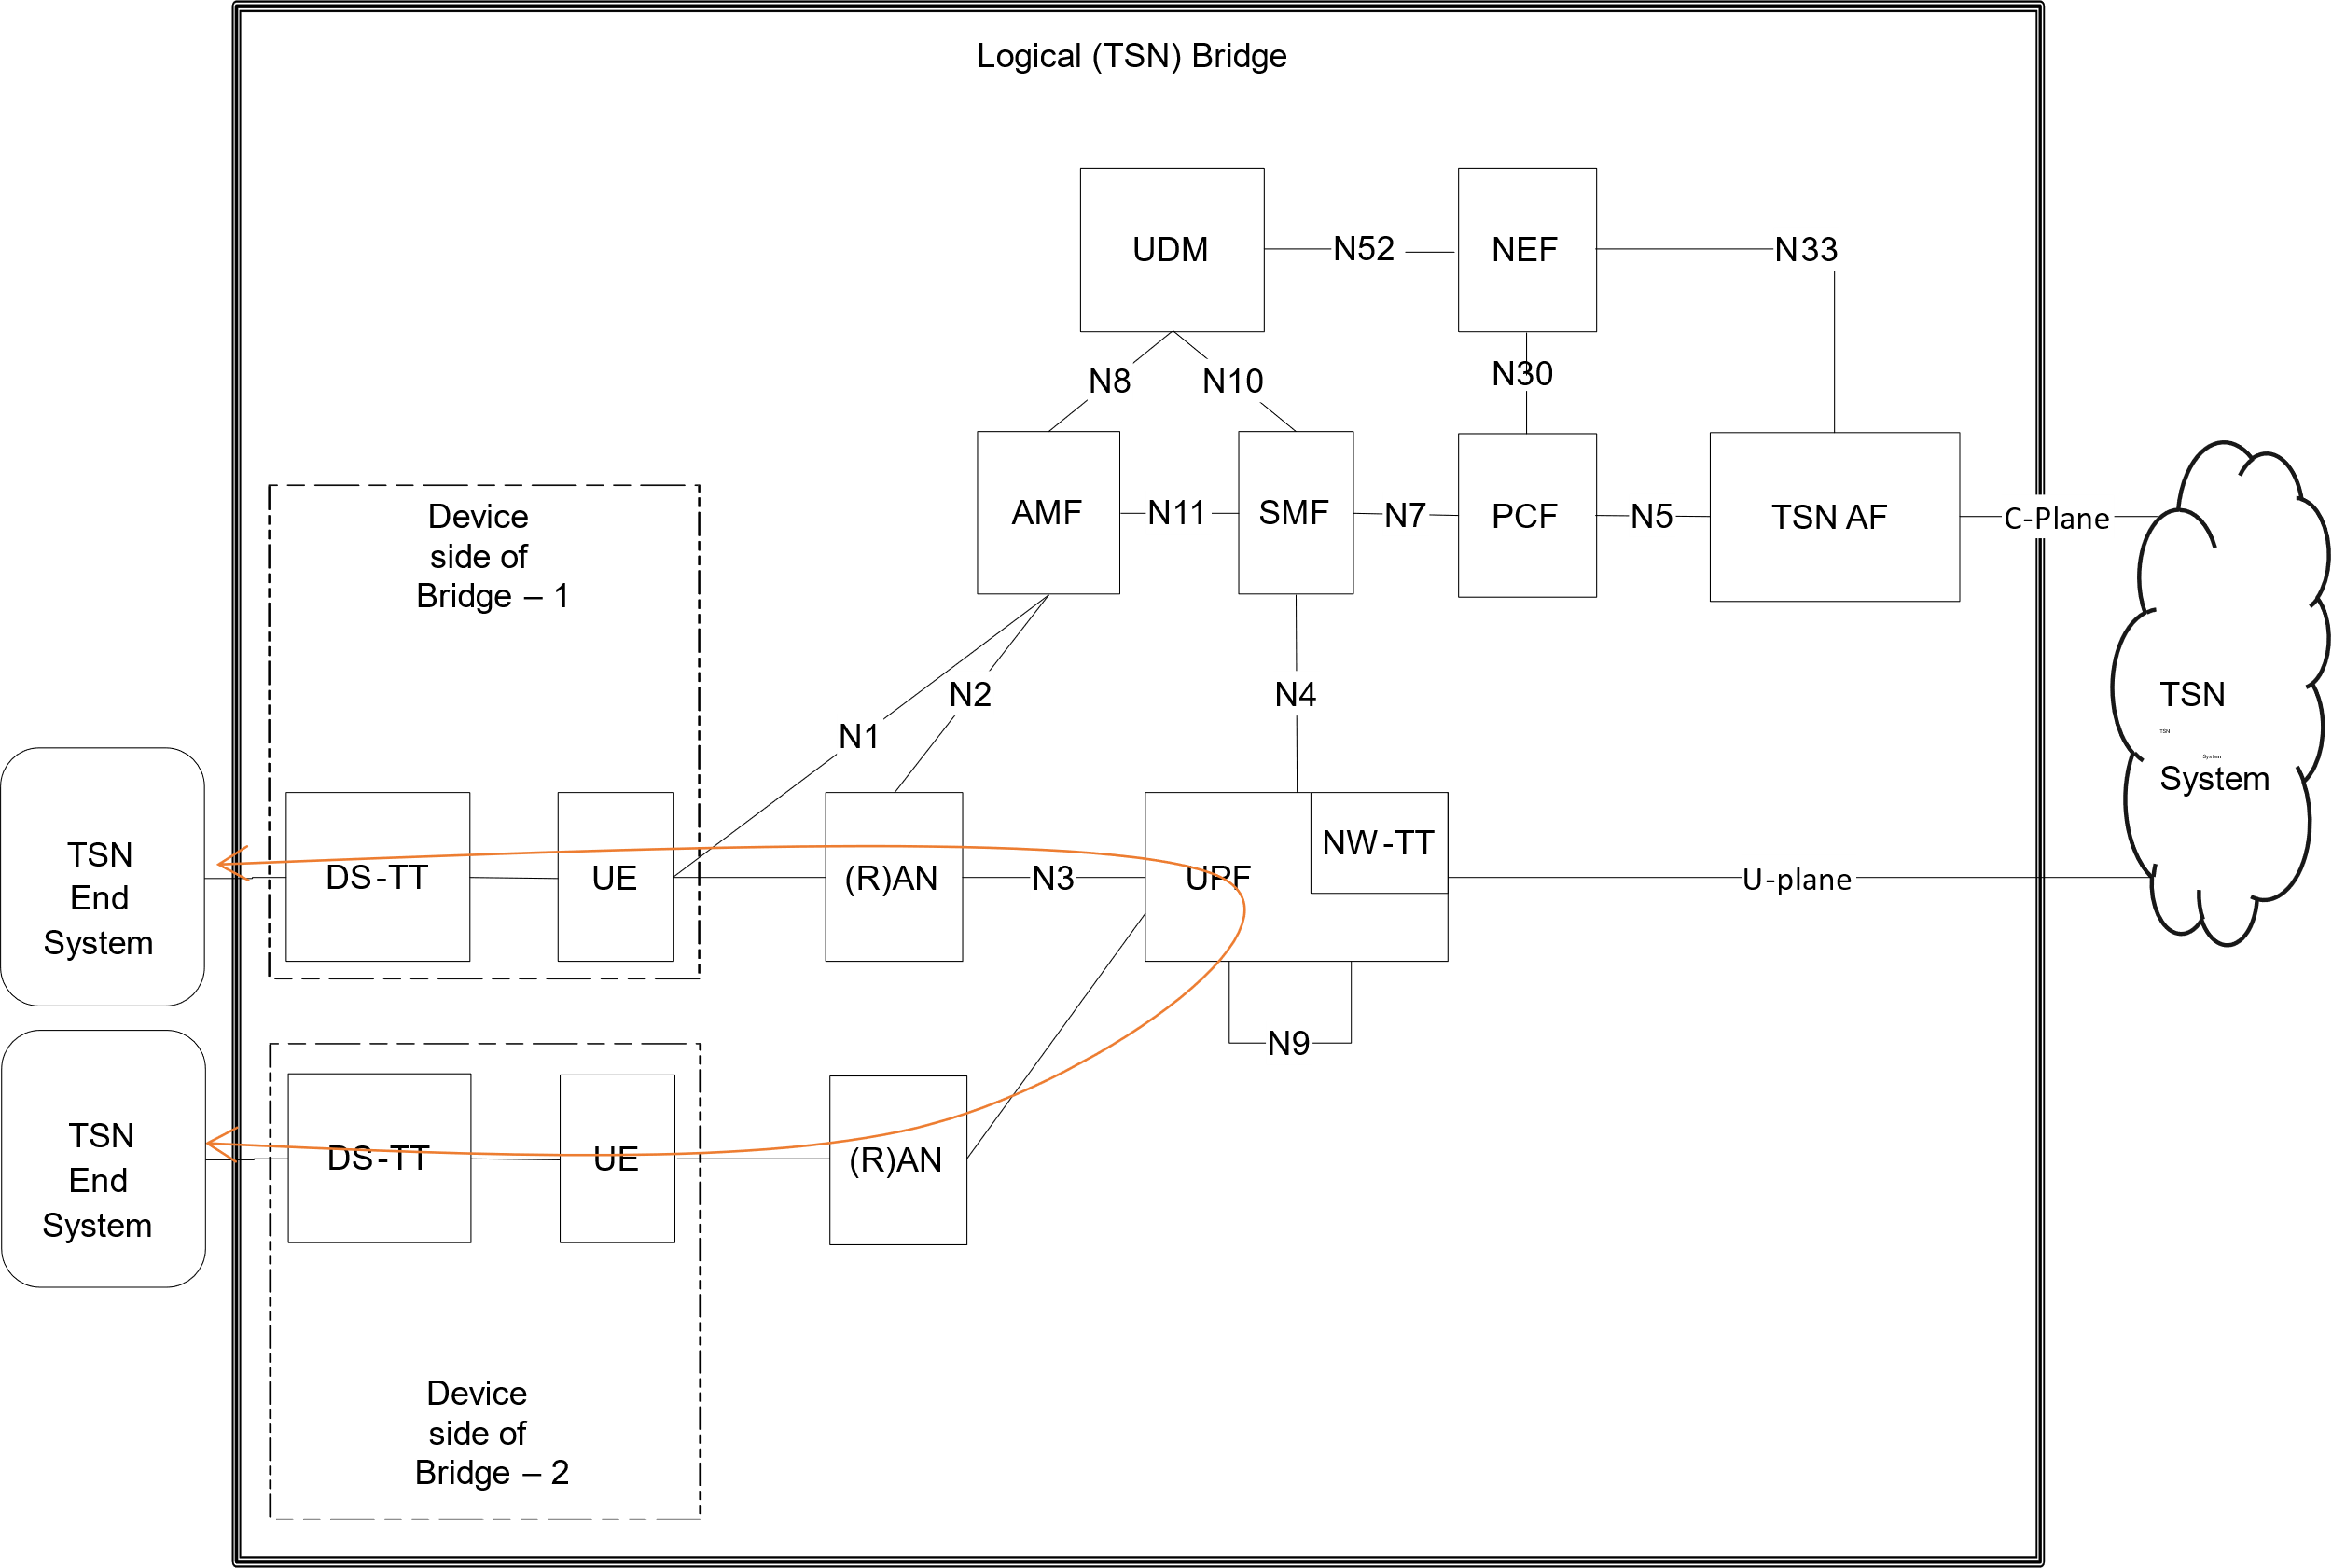 Logical (TSN) Bridge
UDM
N52
NEF
N33
N8
N10
N30
AMF
N11
SMF
N7
PCF
N5
TSN AF
C-Plane
Device
side of
Bridge – 1
N1
N2
N4
TSN
TSN
System
System
TSN
End
System
DS-TT
UE
(R)AN
N3
UPF
NW-TT
U-plane
N9
TSN
End
System
DS-TT
UE
(R)AN
Device
side of
Bridge – 2